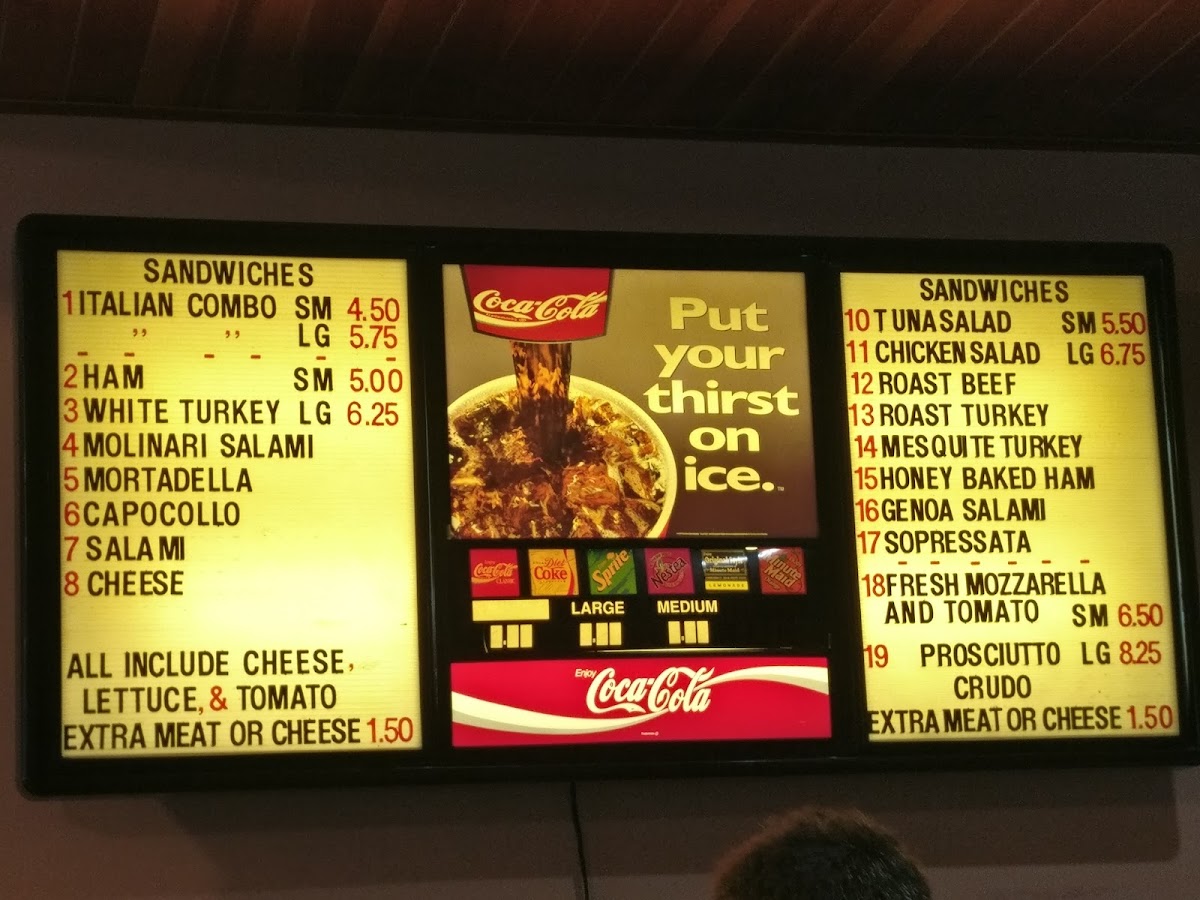 SANDWICHES
1 ITALIAN COMBO SM 4.50
" " LG 5.75
- - - - - -
2 HAM SM 5.00
3 WHITE TURKEY LG 6.25
4 MOLINARI SALAMI
5 MORTADELLA
6 CAPOCOLLO
7 SALAMI
8 CHEESE
ALL INCLUDE CHEESE,
LETTUCE, & TOMATO
EXTRA MEAT OR CHEESE 1.50
Coca-Cola
Put
your
thirst
on
ice.
Coca-Cola
CLASSIC
Diet
Coke
Sprite
Minute
Maid
LARGE MEDIUM
Enjoy
Coca-Cola
SANDWICHES
10 TUNA SALAD SM 5.50
11 CHICKEN SALAD LG 6.75
12 ROAST BEEF
13 ROAST TURKEY
14 MESQUITE TURKEY
15 HONEY BAKED HAM
16 GENOA SALAMI
17 SOPRESSATA
- - - - -
18 FRESH MOZZARELLA
AND TOMATO SM 6.50
19 PROSCIUTTO LG 8.25
CRUDO
EXTRA MEAT OR CHEESE 1.50